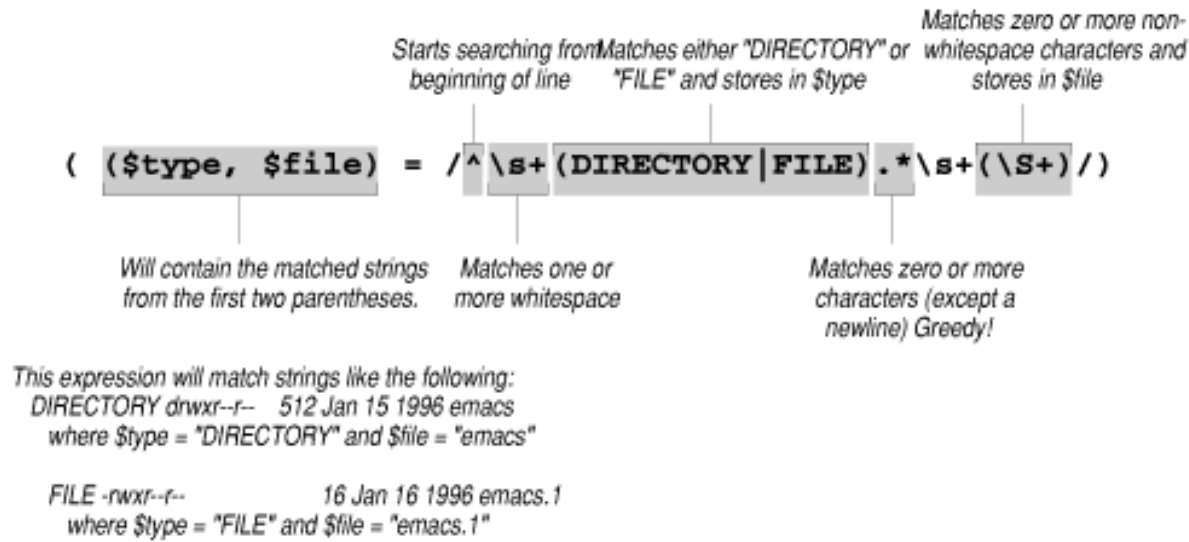 Matches zero or more non-
Starts searching from Matches either "DIRECTORY" or whitespace characters and
beginning of line "FILE" and stores in $type stores in $file
( ($type, $file) = /^\s+(DIRECTORY|FILE).*\s+(\S+)/)
Will contain the matched strings Matches one or Matches zero or more
from the first two parentheses. more whitespace characters (except a
newline) Greedy!
This expression will match strings like the following:
DIRECTORY drwxr--r-- 512 Jan 15 1996 emacs
where $type = "DIRECTORY" and $file = "emacs"
FILE -rwxr--r-- 16 Jan 16 1996 emacs.1
where $type = "FILE" and $file = "emacs.1"